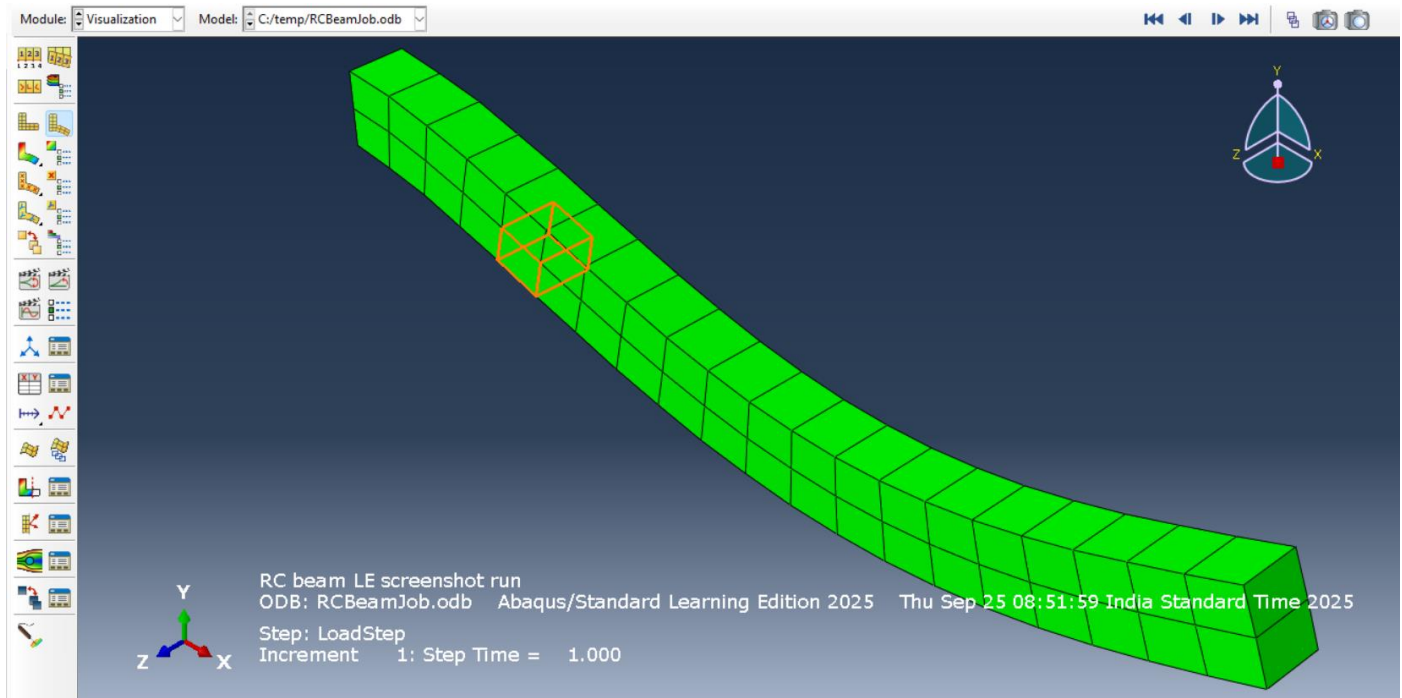 Module: Visualization Model: C:/temp/RCBeamJob.odb
Y
Z X
RC beam LE screenshot run
ODB: RCBeamJob.odb Abaqus/Standard Learning Edition 2025 Thu Sep 25 08:51:59 India Standard Time 2025
Step: LoadStep
Increment 1: Step Time = 1.000
Y
Z X